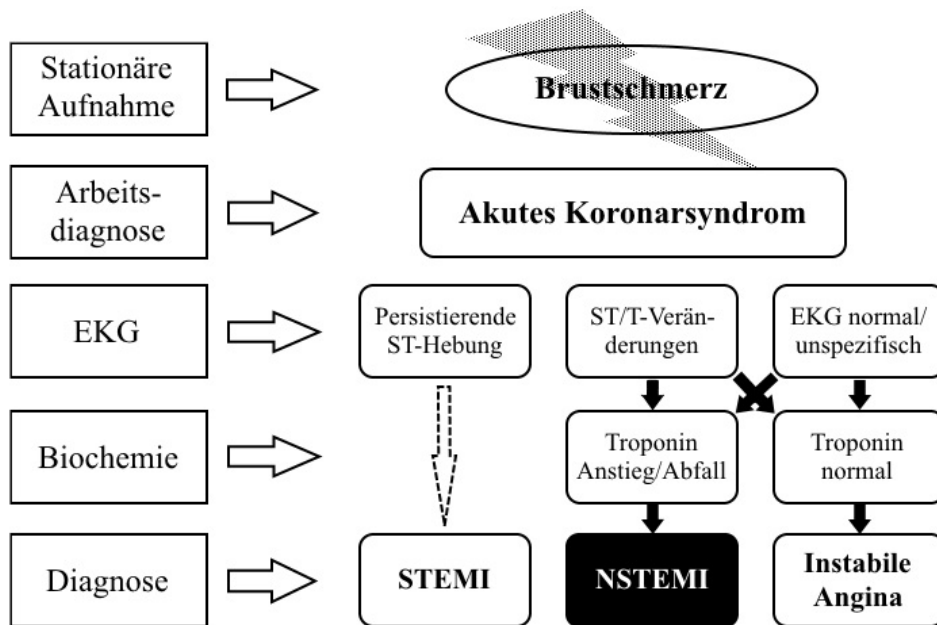 Stationäre
Aufnahme
Brustschmerz
Arbeits-
diagnose
Akutes Koronarsyndrom
EKG
Persistierende
ST-Hebung
ST/T-Verän-
derungen
EKG normal/
unspezifisch
Biochemie
Troponin
Anstieg/Abfall
Troponin
normal
Diagnose
STEMI
NSTEMI
Instabile
Angina